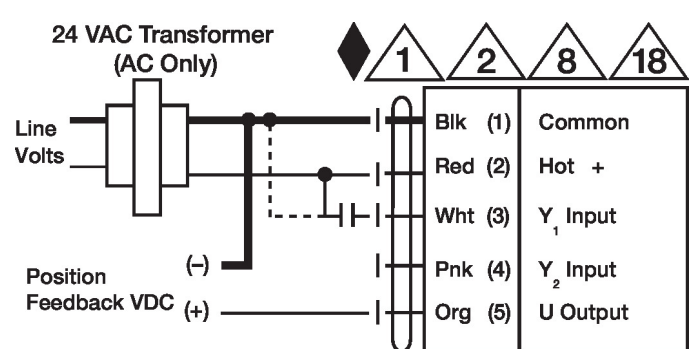 24 VAC Transformer
(AC Only)
1 2 8 18
Line
Volts
Blk (1) Common
Red (2) Hot +
Wht (3) Y1 Input
Pnk (4) Y2 Input
Org (5) U Output
Position
Feedback VDC
(–)
(+)